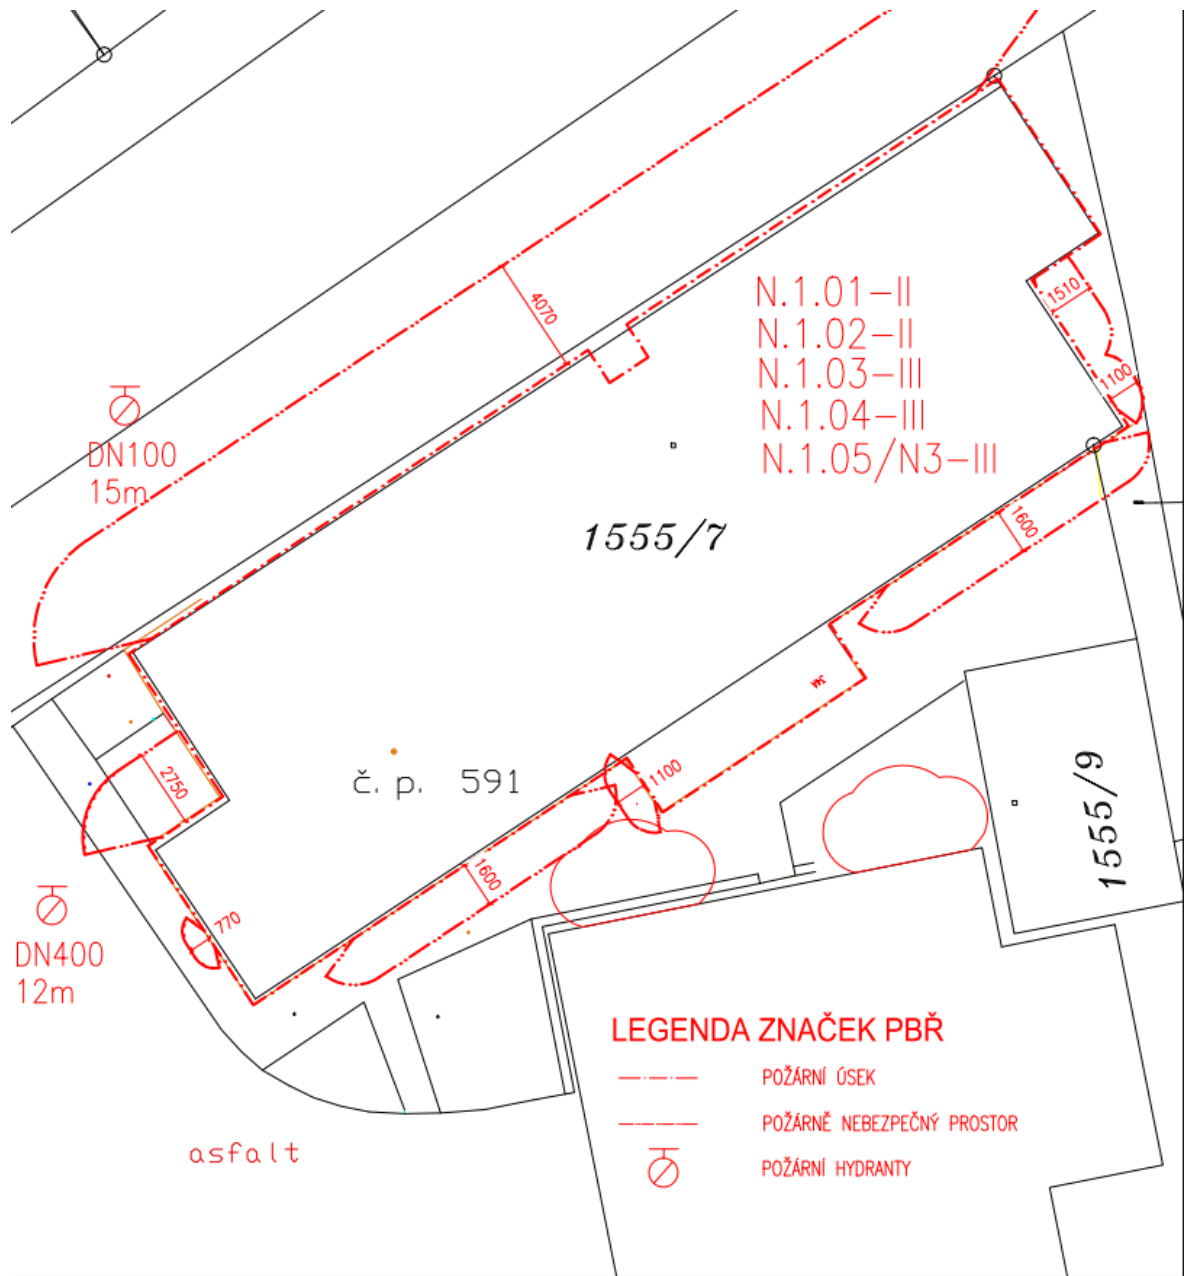 4070
N.1.01-II
N.1.02-II
N.1.03-III
N.1.04-III
N.1.05/N3-III
1510
1100
DN100
15m
1555/7
1600
2750
č. p. 591
1100
1600
770
1555/9
DN400
12m
LEGENDA ZNAČEK PBŘ
POŽÁRNÍ ÚSEK
POŽÁRNĚ NEBEZPEČNÝ PROSTOR
POŽÁRNÍ HYDRANTY
asfalt